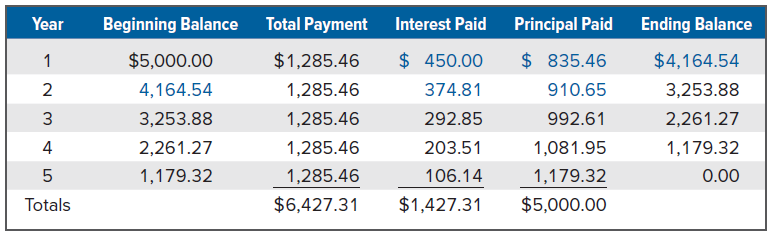 Year Beginning Balance Total Payment Interest Paid Principal Paid Ending Balance
1 $5,000.00 $1,285.46 $ 450.00 $ 835.46 $4,164.54
2 4,164.54 1,285.46 374.81 910.65 3,253.88
3 3,253.88 1,285.46 292.85 992.61 2,261.27
4 2,261.27 1,285.46 203.51 1,081.95 1,179.32
5 1,179.32 1,285.46 106.14 1,179.32 0.00
Totals $6,427.31 $1,427.31 $5,000.00